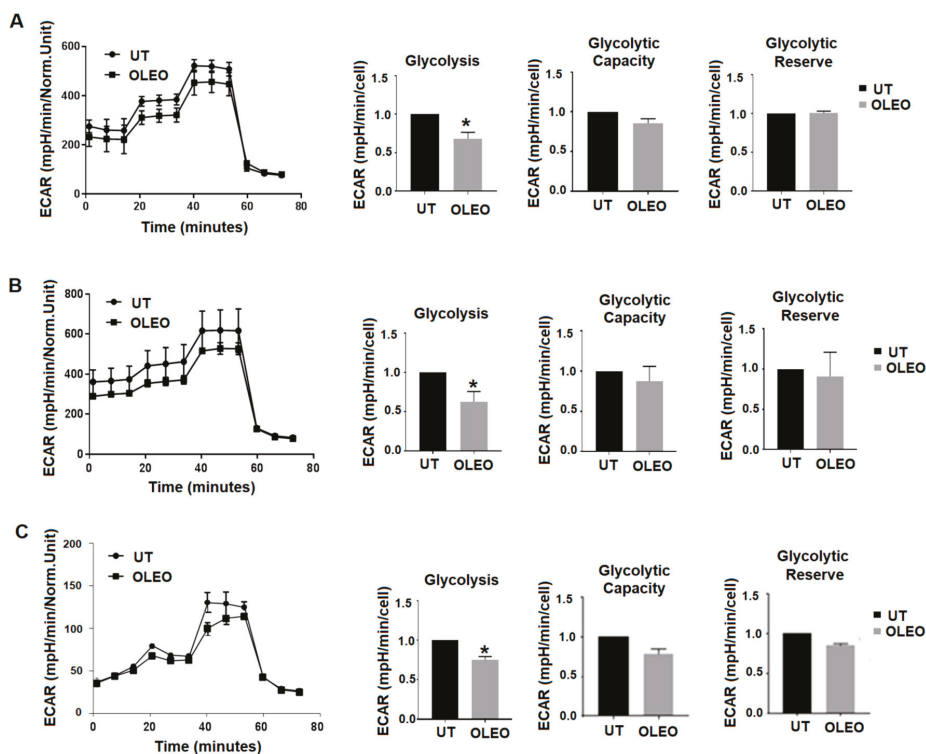 A
ECAR (mpH/min/Norm.Unit)
600
400
200
0
UT
OLEO
0 20 40 60 80
Time (minutes)
Glycolysis
ECAR (mpH/min/cell)
1.5
1.0
0.5
0.0
*
UT OLEO
Glycolytic
Capacity
ECAR (mpH/min/cell)
1.5
1.0
0.5
0.0
UT OLEO
Glycolytic
Reserve
ECAR (mpH/min/cell)
1.5
1.0
0.5
0.0
UT OLEO
UT
OLEO
B
ECAR (mpH/min/Norm.Unit)
800
600
400
200
0
UT
OLEO
0 20 40 60 80
Time (minutes)
Glycolysis
ECAR (mpH/min/cell)
1.5
1.0
0.5
0.0
*
UT OLEO
Glycolytic
Capacity
ECAR (mpH/min/cell)
1.5
1.0
0.5
0.0
UT OLEO
Glycolytic
Reserve
ECAR (mpH/min/cell)
1.5
1.0
0.5
0.0
UT OLEO
UT
OLEO
C
ECAR (mpH/min/Norm.Unit)
200
150
100
50
0
UT
OLEO
0 20 40 60 80
Time (minutes)
Glycolysis
ECAR (mpH/min/cell)
1.5
1.0
0.5
0.0
*
UT OLEO
Glycolytic
Capacity
ECAR (mpH/min/cell)
1.5
1.0
0.5
0.0
UT OLEO
Glycolytic
Reserve
ECAR (mpH/min/cell)
1.5
1.0
0.5
0.0
UT OLEO
UT
OLEO